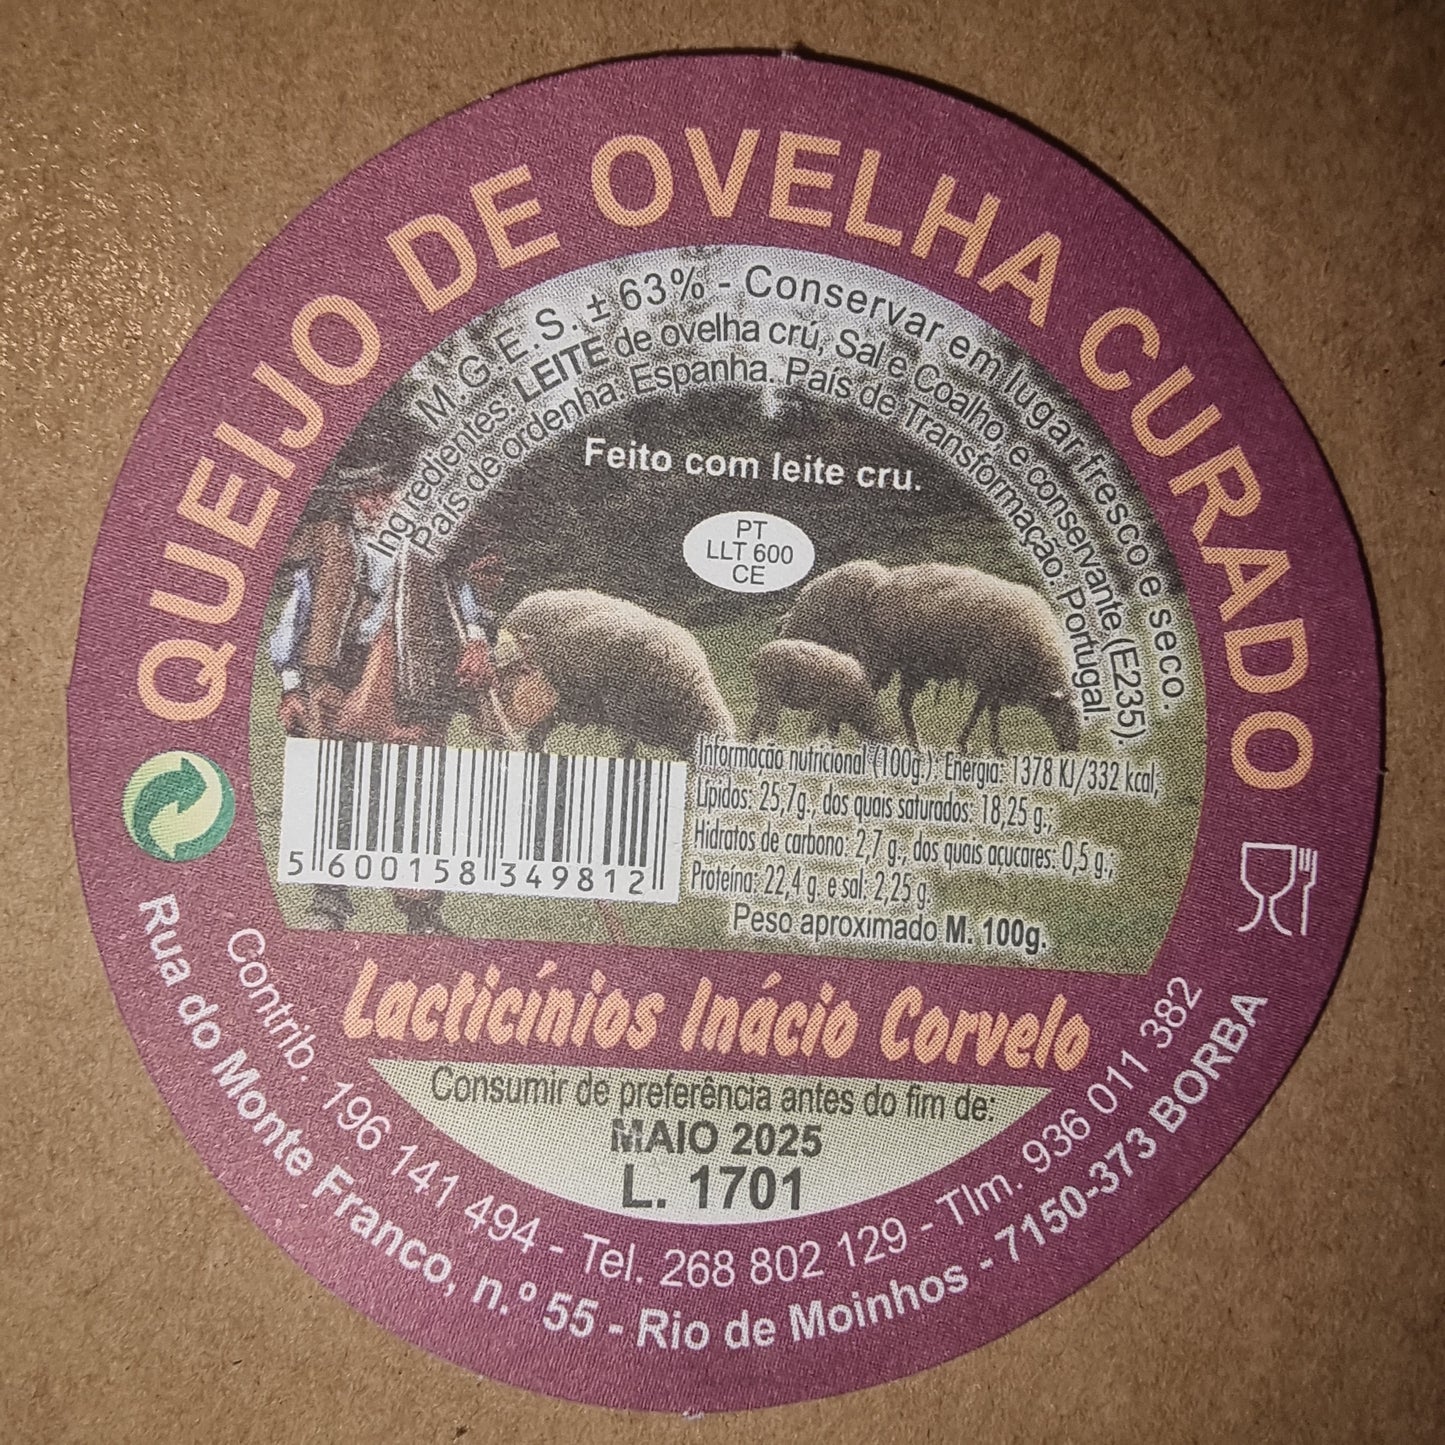 QUEIJO DE OVELHA CURADO
M.G.E.S. ± 63% - Conservar em lugar fresco e seco.
Ingredientes: LEITE de ovelha crú, Sal e Coalho e conservante (E235).
País de ordenha: Espanha. País de Transformação: Portugal.
Feito com leite cru.
PT
LLT 600
CE
Informação nutricional (100g.): Energia: 1378 KJ/332 kcal;
Lípidos: 25,7g., dos quais saturados: 18,25 g.;
Hidratos de carbono: 2,7 g., dos quais açucares: 0,5 g.;
Proteina: 22,4 g. e sal: 2,25 g.
Peso aproximado M. 100g.
5 600158 349812
Lacticínios Inácio Corvelo
Consumir de preferência antes do fim de:
MAIO 2025
L. 1701
Contrib. 196 141 494 - Tel. 268 802 129 - Tlm. 936 011 382
Rua do Monte Franco, n.º 55 - Rio de Moinhos - 7150-373 BORBA